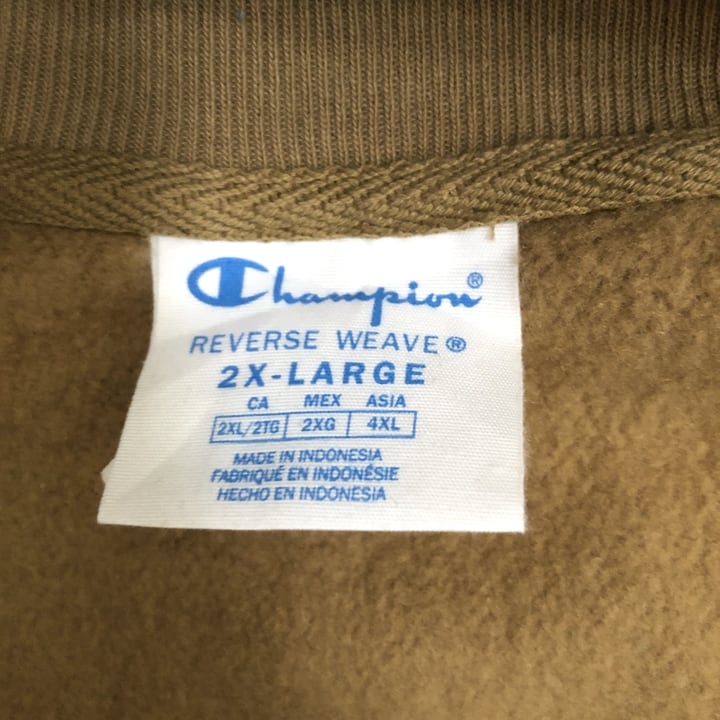 Champion®
REVERSE WEAVE®
2X-LARGE
CA MEX ASIA
2XL/2TG 2XG 4XL
MADE IN INDONESIA
FABRIQUÉ EN INDONÉSIE
HECHO EN INDONESIA